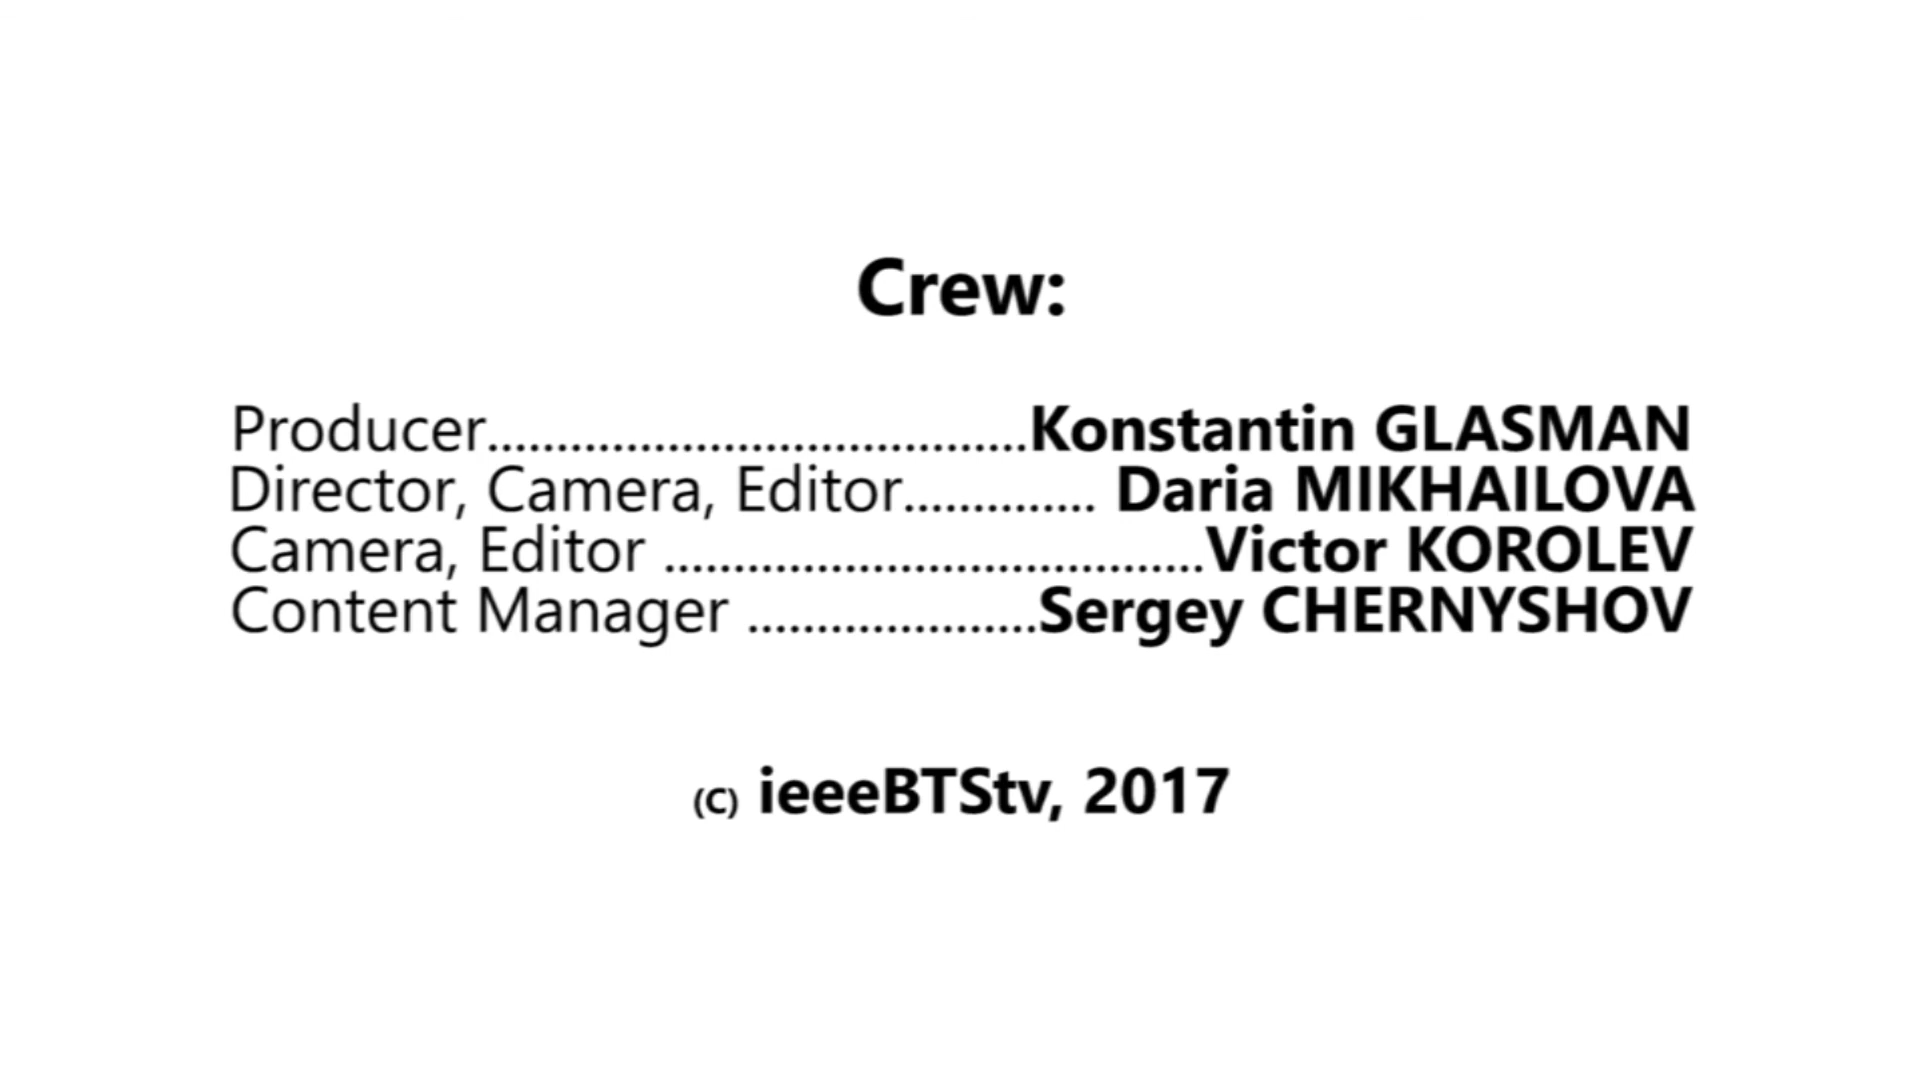 Crew:
Producer.......................................Konstantin GLASMAN
Director, Camera, Editor.............. Daria MIKHAILOVA
Camera, Editor .......................................Victor KOROLEV
Content Manager .....................Sergey CHERNYSHOV
(C) ieeeBTStv, 2017